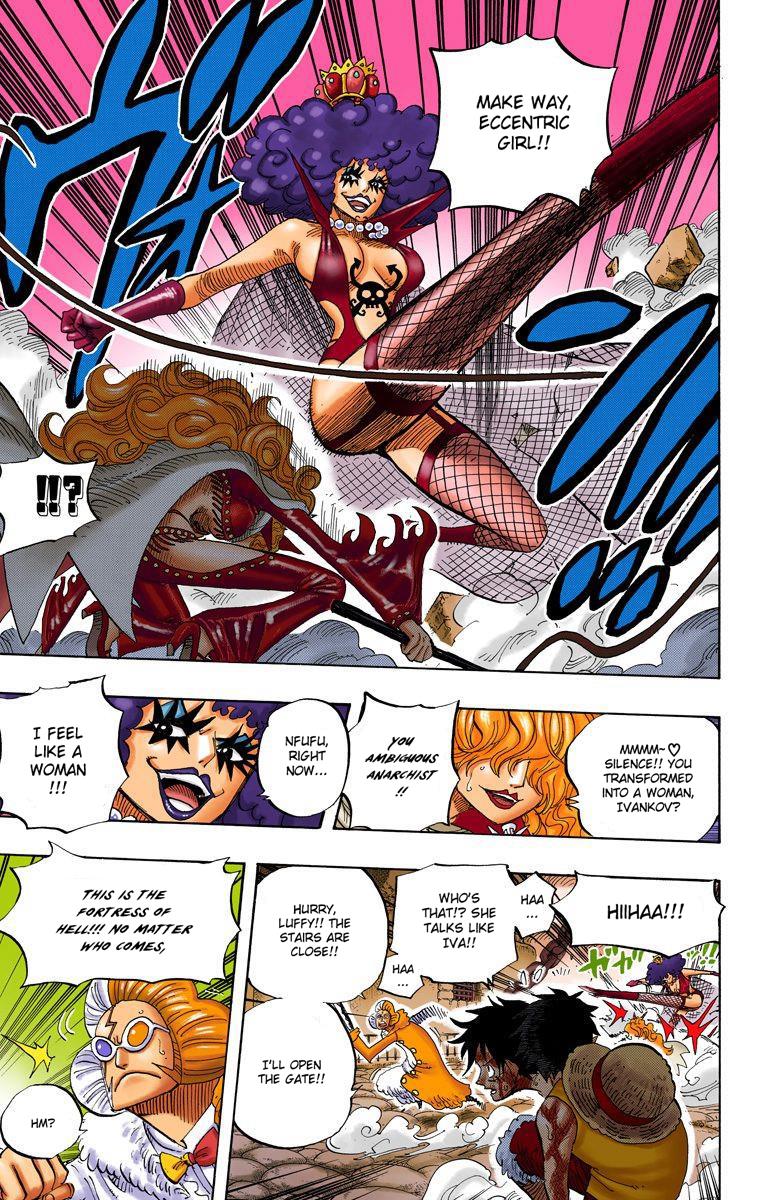 MAKE WAY,
ECCENTRIC
GIRL!!
!!?
MMMM~♡
SILENCE!! YOU
TRANSFORMED
INTO A WOMAN,
IVANKOV?
YOU
AMBIGUOUS
ANARCHIST
!!
NFUFU,
RIGHT
NOW...
I FEEL
LIKE A
WOMAN
!!!
HIIHAA!!!
HAA
...
WHO'S
THAT!? SHE
TALKS LIKE
IVA!!
HAA
...
HURRY,
LUFFY!! THE
STAIRS ARE
CLOSE!!
I'LL OPEN
THE GATE!!
THIS IS THE
FORTRESS OF
HELL!!! NO MATTER
WHO COMES,
HM?